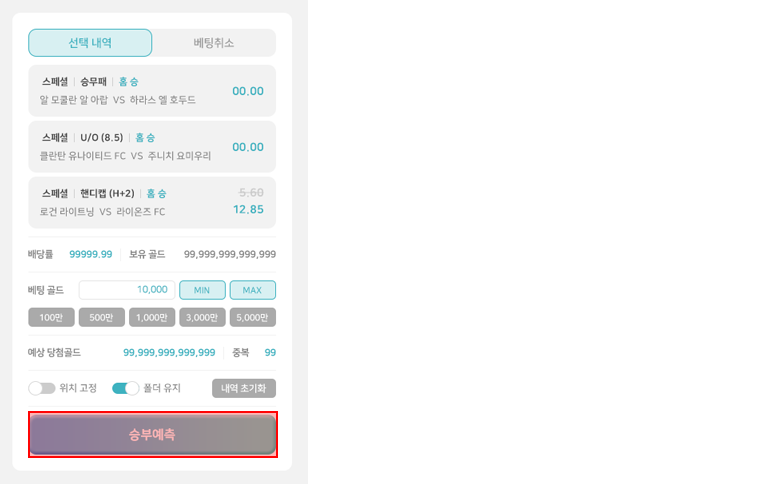 선택 내역 베팅취소
스페셜 | 승무패 | 홈 승
00.00
알 모쿨란 알 아랍 VS 하라스 엘 호두드
스페셜 | U/O (8.5) | 홈 승
00.00
클란탄 유나이티드 FC VS 주니치 요미우리
스페셜 | 핸디캡 (H+2) | 홈 승 5.60
로건 라이트닝 VS 라이온즈 FC 12.85
배당률 99999.99 | 보유 골드 99,999,999,999,999
베팅 골드 10,000 MIN MAX
100만 500만 1,000만 3,000만 5,000만
예상 당첨골드 99,999,999,999,999 | 중복 99
위치 고정 폴더 유지 내역 초기화
승부예측